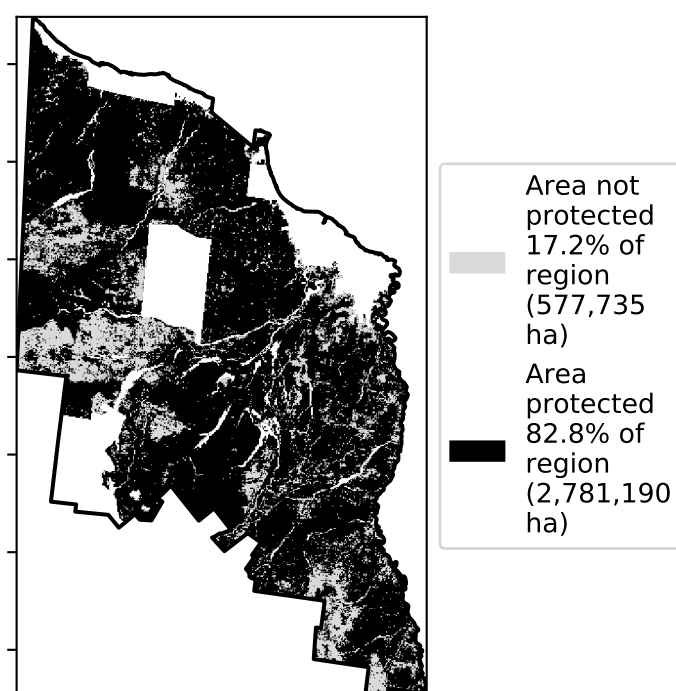 Area not
protected
17.2% of
region
(577,735
ha)
Area
protected
82.8% of
region
(2,781,190
ha)